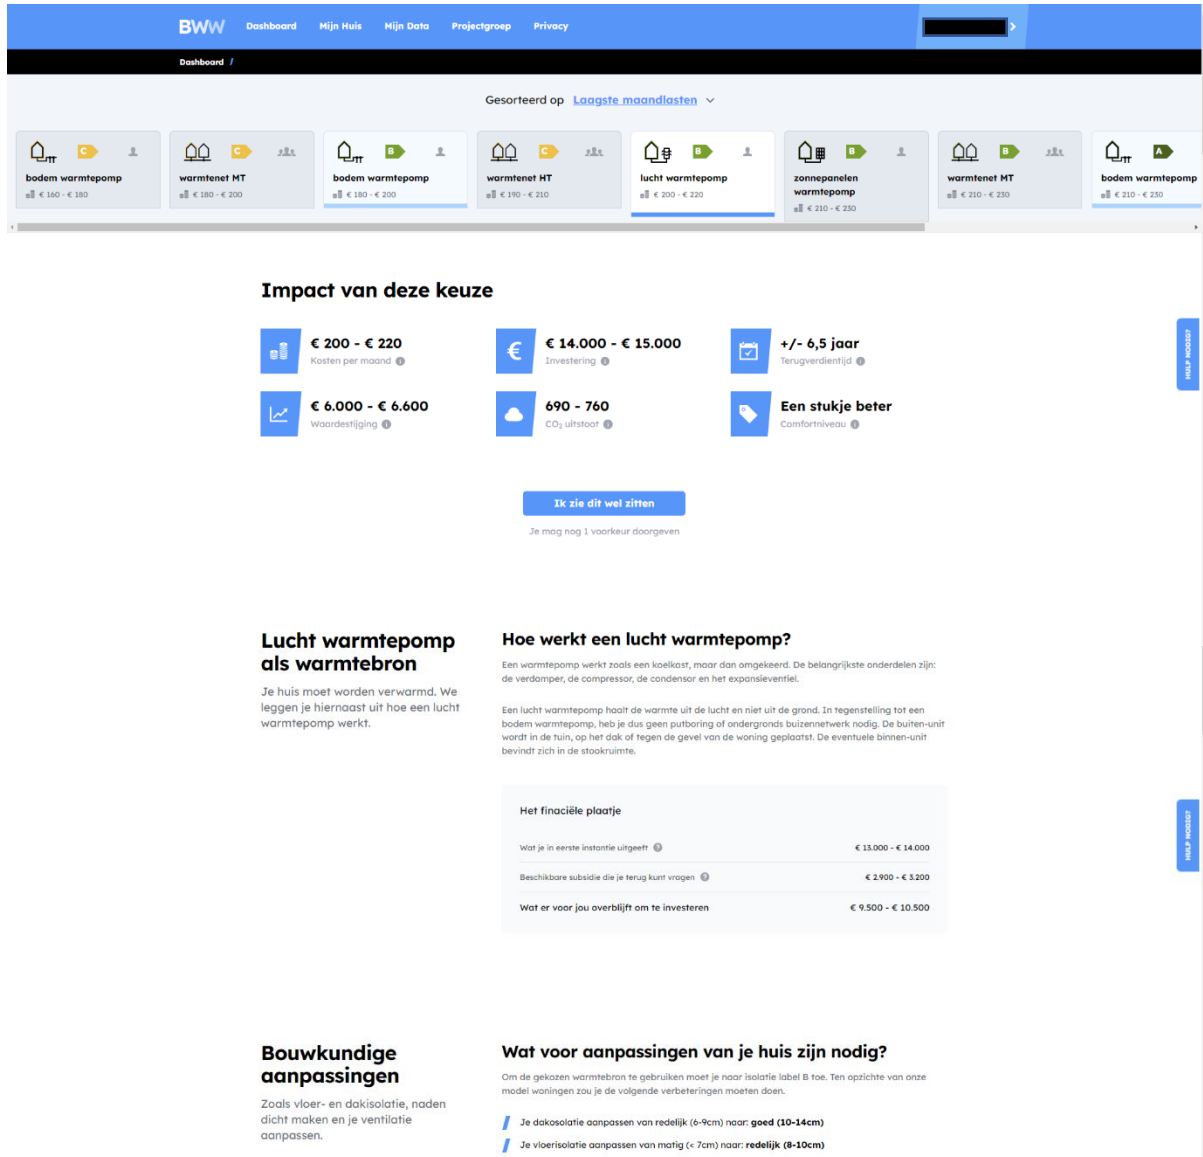 BWW Dashboard Mijn Huis Mijn Data Projectgroep Privacy
Dashboard /
Gesorteerd op Laagste maandlasten
C
bodem warmtepomp
€ 160 - € 180
C
warmtenet MT
€ 180 - € 200
B
bodem warmtepomp
€ 180 - € 200
C
warmtenet HT
€ 190 - € 210
B
lucht warmtepomp
€ 200 - € 220
B
zonnepanelen
warmtepomp
€ 210 - € 230
B
warmtenet MT
€ 210 - € 230
A
bodem warmtepomp
€ 210 - € 230
Impact van deze keuze
€ 200 - € 220
Kosten per maand
€ 14.000 - € 15.000
Investering
+/- 6,5 jaar
Terugverdientijd
€ 6.000 - € 6.600
Waardestijging
690 - 760
CO₂ uitstoot
Een stukje beter
Comfortniveau
HULP NODIG?
Ik zie dit wel zitten
Je mag nog 1 voorkeur doorgeven
Lucht warmtepomp
als warmtebron
Je huis moet worden verwarmd. We
leggen je hiernaast uit hoe een lucht
warmtepomp werkt.
Hoe werkt een lucht warmtepomp?
Een warmtepomp werkt zoals een koelkast, maar dan omgekeerd. De belangrijkste onderdelen zijn:
de verdamper, de compressor, de condensor en het expansieventiel.
Een lucht warmtepomp haalt de warmte uit de lucht en niet uit de grond. In tegenstelling tot een
bodem warmtepomp, heb je dus geen putboring of ondergronds buizennetwerk nodig. De buiten-unit
wordt in de tuin, op het dak of tegen de gevel van de woning geplaatst. De eventuele binnen-unit
bevindt zich in de stookruimte.
Het finaciële plaatje
Wat je in eerste instantie uitgeeft € 13.000 - € 14.000
Beschikbare subsidie die je terug kunt vragen € 2.900 - € 3.200
Wat er voor jou overblijft om te investeren € 9.500 - € 10.500
HULP NODIG?
Bouwkundige
aanpassingen
Zoals vloer- en dakisolatie, naden
dicht maken en je ventilatie
aanpassen.
Wat voor aanpassingen van je huis zijn nodig?
Om de gekozen warmtebron te gebruiken moet je naar isolatie label B toe. Ten opzichte van onze
model woningen zou je de volgende verbeteringen moeten doen.
Je dakosolatie aanpassen van redelijk (6-9cm) naar: goed (10-14cm)
Je vloerisolatie aanpassen van matig (< 7cm) naar: redelijk (8-10cm)